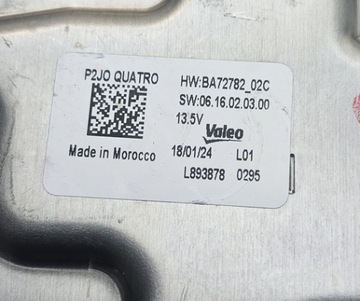 P2JO QUATRO HW:BA72782_02C
SW:06.16.02.03.00
13.5V Valeo
Made in Morocco 18/01/24 L01
L893878 0295